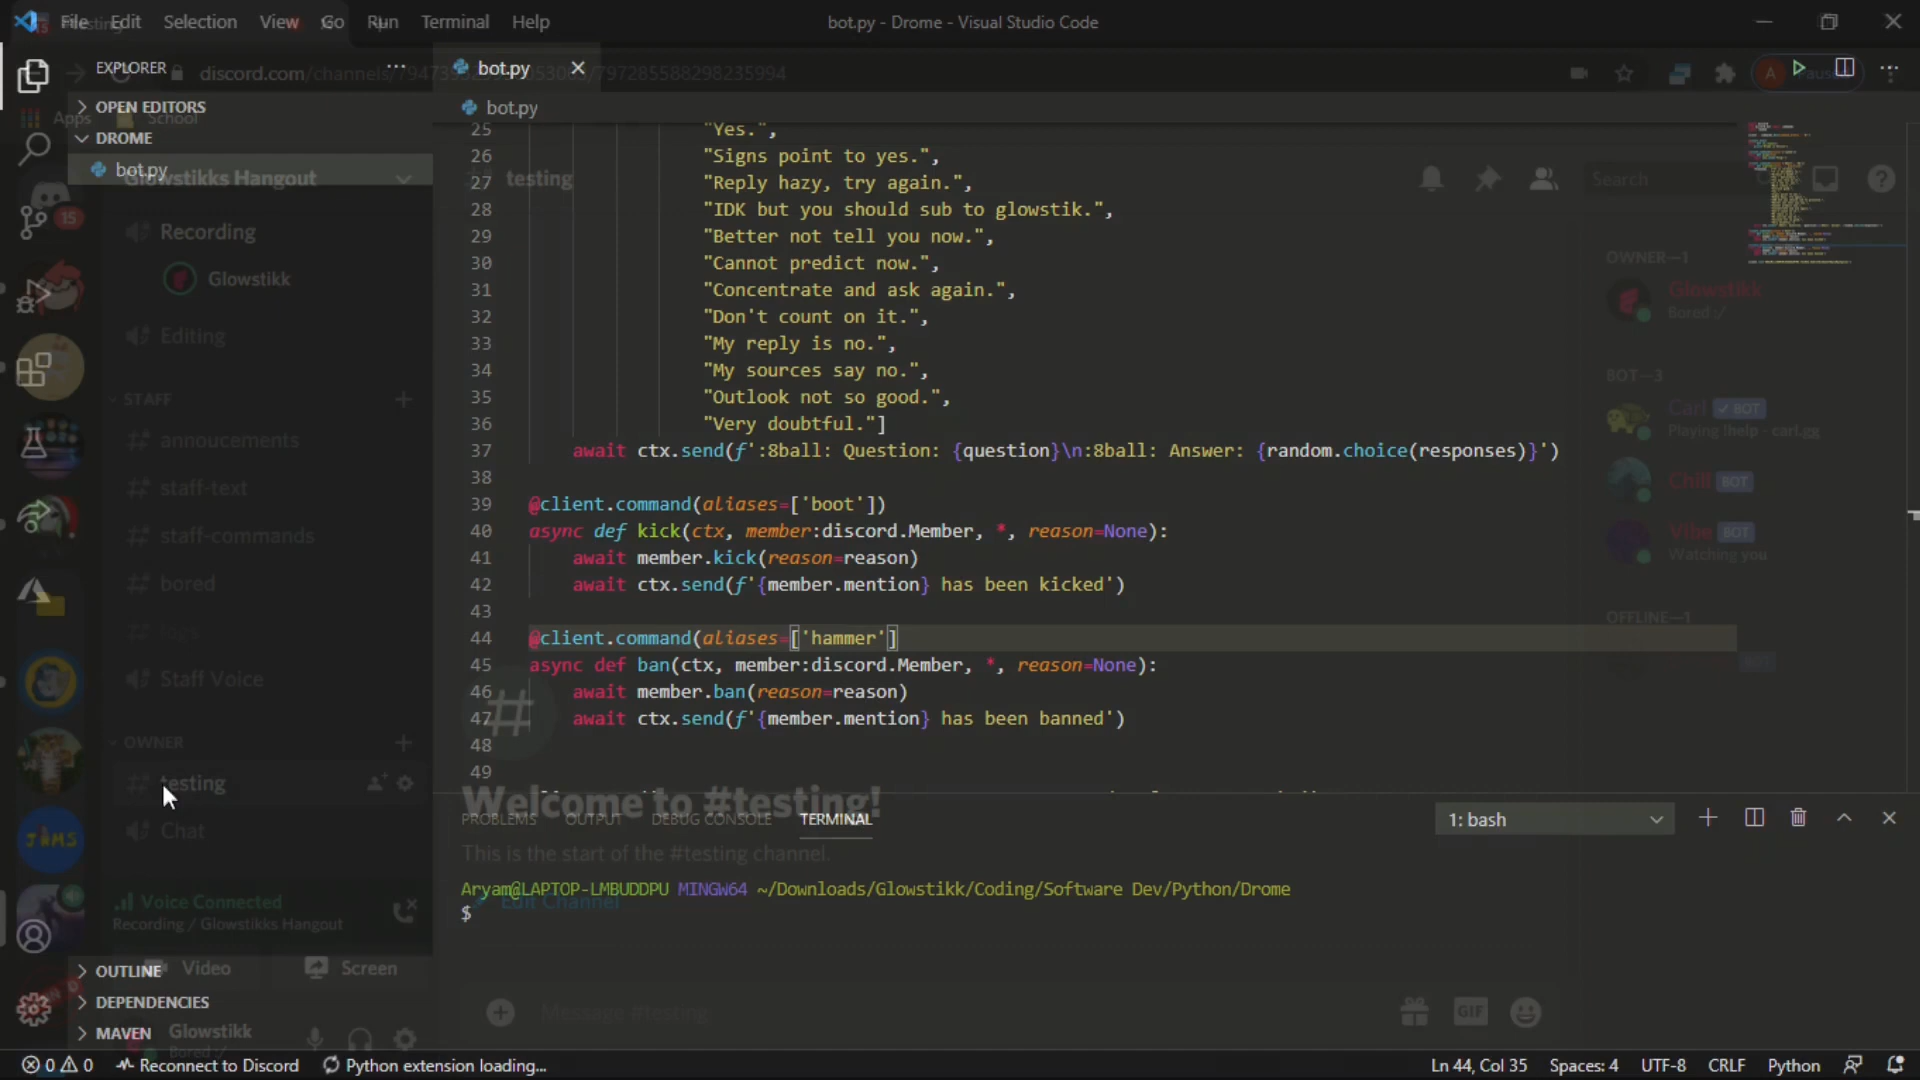 File Edit Selection View Go Run Terminal Help
bot.py - Drome - Visual Studio Code
EXPLORER
bot.py
discord.com/channels/
/797285588298235994
OPEN EDITORS
bot.py
Apps
School
DROME
bot.py
Glowstikks Hangout
testing
Search
15
Recording
Glowstikk
Editing
STAFF
annoucements
staff-text
staff-commands
bored
logs
Staff Voice
OWNER
testing
Chat
JAMS
Voice Connected
Recording / Glowstikks Hangout
Video
Screen
OUTLINE
DEPENDENCIES
MAVEN
Glowstikk
Bored :/
25 "Yes.",
26 "Signs point to yes.",
27 "Reply hazy, try again.",
28 "IDK but you should sub to glowstik.",
29 "Better not tell you now.",
30 "Cannot predict now.",
31 "Concentrate and ask again.",
32 "Don't count on it.",
33 "My reply is no.",
34 "My sources say no.",
35 "Outlook not so good.",
36 "Very doubtful."]
37 await ctx.send(f':8ball: Question: {question}\n:8ball: Answer: {random.choice(responses)}')
38
39 @client.command(aliases=['boot'])
40 async def kick(ctx, member:discord.Member, *, reason=None):
41 await member.kick(reason=reason)
42 await ctx.send(f'{member.mention} has been kicked')
43
44 @client.command(aliases=['hammer']
45 async def ban(ctx, member:discord.Member, *, reason=None):
46 await member.ban(reason=reason)
47 await ctx.send(f'{member.mention} has been banned')
48
49
OWNER—1
Glowstikk
Bored :/
BOT—3
Carl BOT
Playing !help - carl.gg
Chill BOT
Vibe BOT
Watching you
OFFLINE—1
BOT
Welcome to #testing!
PROBLEMS OUTPUT DEBUG CONSOLE TERMINAL
1: bash
This is the start of the #testing channel.
Aryam@LAPTOP-LMBUDDPU MINGW64 ~/Downloads/Glowstikk/Coding/Software Dev/Python/Drome
Edit Channel
$
Message #testing
GIF
0 0 Reconnect to Discord Python extension loading...
Ln 44, Col 35 Spaces: 4 UTF-8 CRLF Python